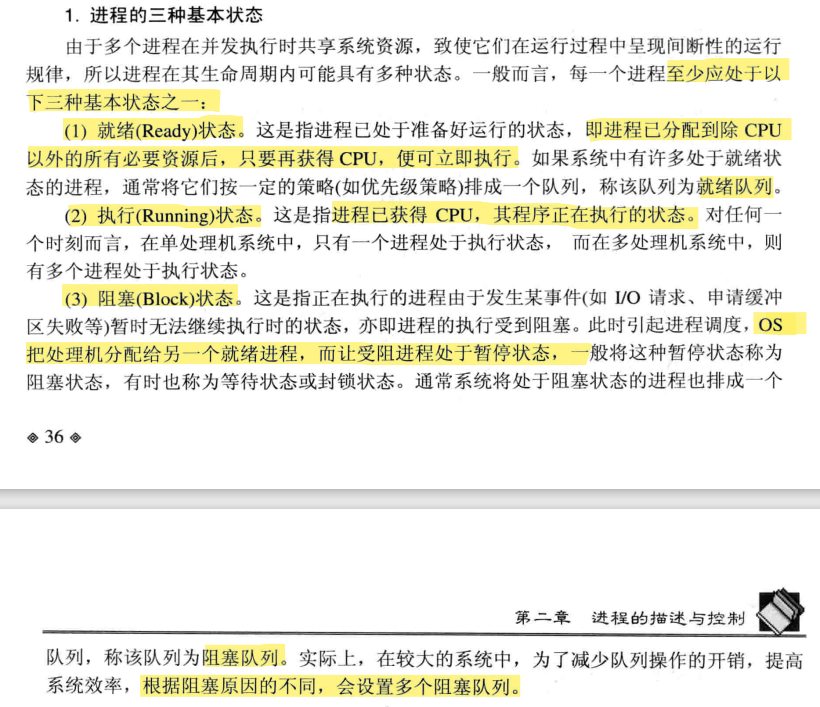 1. 进程的三种基本状态
由于多个进程在并发执行时共享系统资源，致使它们在运行过程中呈现间断性的运行
规律，所以进程在其生命周期内可能具有多种状态。一般而言，每一个进程至少应处于以
下三种基本状态之一：
(1) 就绪(Ready)状态。这是指进程已处于准备好运行的状态，即进程已分配到除 CPU
以外的所有必要资源后，只要再获得 CPU，便可立即执行。如果系统中有许多处于就绪状
态的进程，通常将它们按一定的策略(如优先级策略)排成一个队列，称该队列为就绪队列。
(2) 执行(Running)状态。这是指进程已获得 CPU，其程序正在执行的状态。对任何一
个时刻而言，在单处理机系统中，只有一个进程处于执行状态， 而在多处理机系统中，则
有多个进程处于执行状态。
(3) 阻塞(Block)状态。这是指正在执行的进程由于发生某事件(如 I/O 请求、申请缓冲
区失败等)暂时无法继续执行时的状态，亦即进程的执行受到阻塞。此时引起进程调度，OS
把处理机分配给另一个就绪进程，而让受阻进程处于暂停状态，一般将这种暂停状态称为
阻塞状态，有时也称为等待状态或封锁状态。通常系统将处于阻塞状态的进程也排成一个
36
第二章 进程的描述与控制
队列，称该队列为阻塞队列。实际上，在较大的系统中，为了减少队列操作的开销，提高
系统效率，根据阻塞原因的不同，会设置多个阻塞队列。